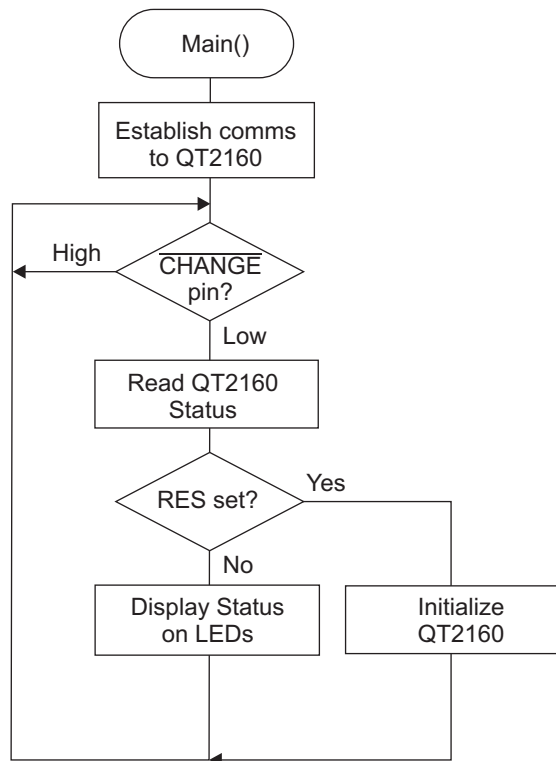 Main()
Establish comms
to QT2160
High
CHANGE
pin?
Low
Read QT2160
Status
RES set?
Yes
No
Display Status
on LEDs
Initialize
QT2160